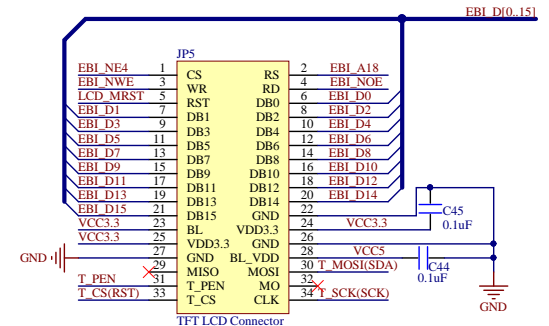 EBI_D[0..15]
JP5
EBI_NE4 1 CS RS 2 EBI_A18
EBI_NWE 3 WR RD 4 EBI_NOE
LCD_MRST 5 RST DB0 6 EBI_D0
EBI_D1 7 DB1 DB2 8 EBI_D2
EBI_D3 9 DB3 DB4 10 EBI_D4
EBI_D5 11 DB5 DB6 12 EBI_D6
EBI_D7 13 DB7 DB8 14 EBI_D8
EBI_D9 15 DB9 DB10 16 EBI_D10
EBI_D11 17 DB11 DB12 18 EBI_D12
EBI_D13 19 DB13 DB14 20 EBI_D14
EBI_D15 21 DB15 GND 22
VCC3.3 23 BL VDD3.3 24 VCC3.3
C45
0.1uF
VCC3.3 25 VDD3.3 GND 26
GND 27 GND BL_VDD 28 VCC5
C44
0.1uF
29 MISO MOSI 30 T_MOSI(SDA)
T_PEN 31 T_PEN MO 32
T_CS(RST) 33 T_CS CLK 34 T_SCK(SCK)
GND
TFT LCD Connector